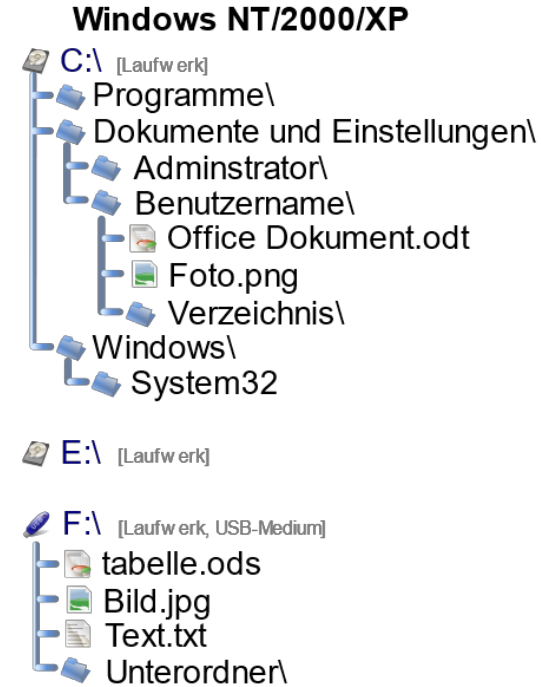 Windows NT/2000/XP
C:\ [Laufwerk]
Programme\
Dokumente und Einstellungen\
Adminstrator\
Benutzername\
Office Dokument.odt
Foto.png
Verzeichnis\
Windows\
System32
E:\ [Laufwerk]
F:\ [Laufwerk, USB-Medium]
tabelle.ods
Bild.jpg
Text.txt
Unterordner\